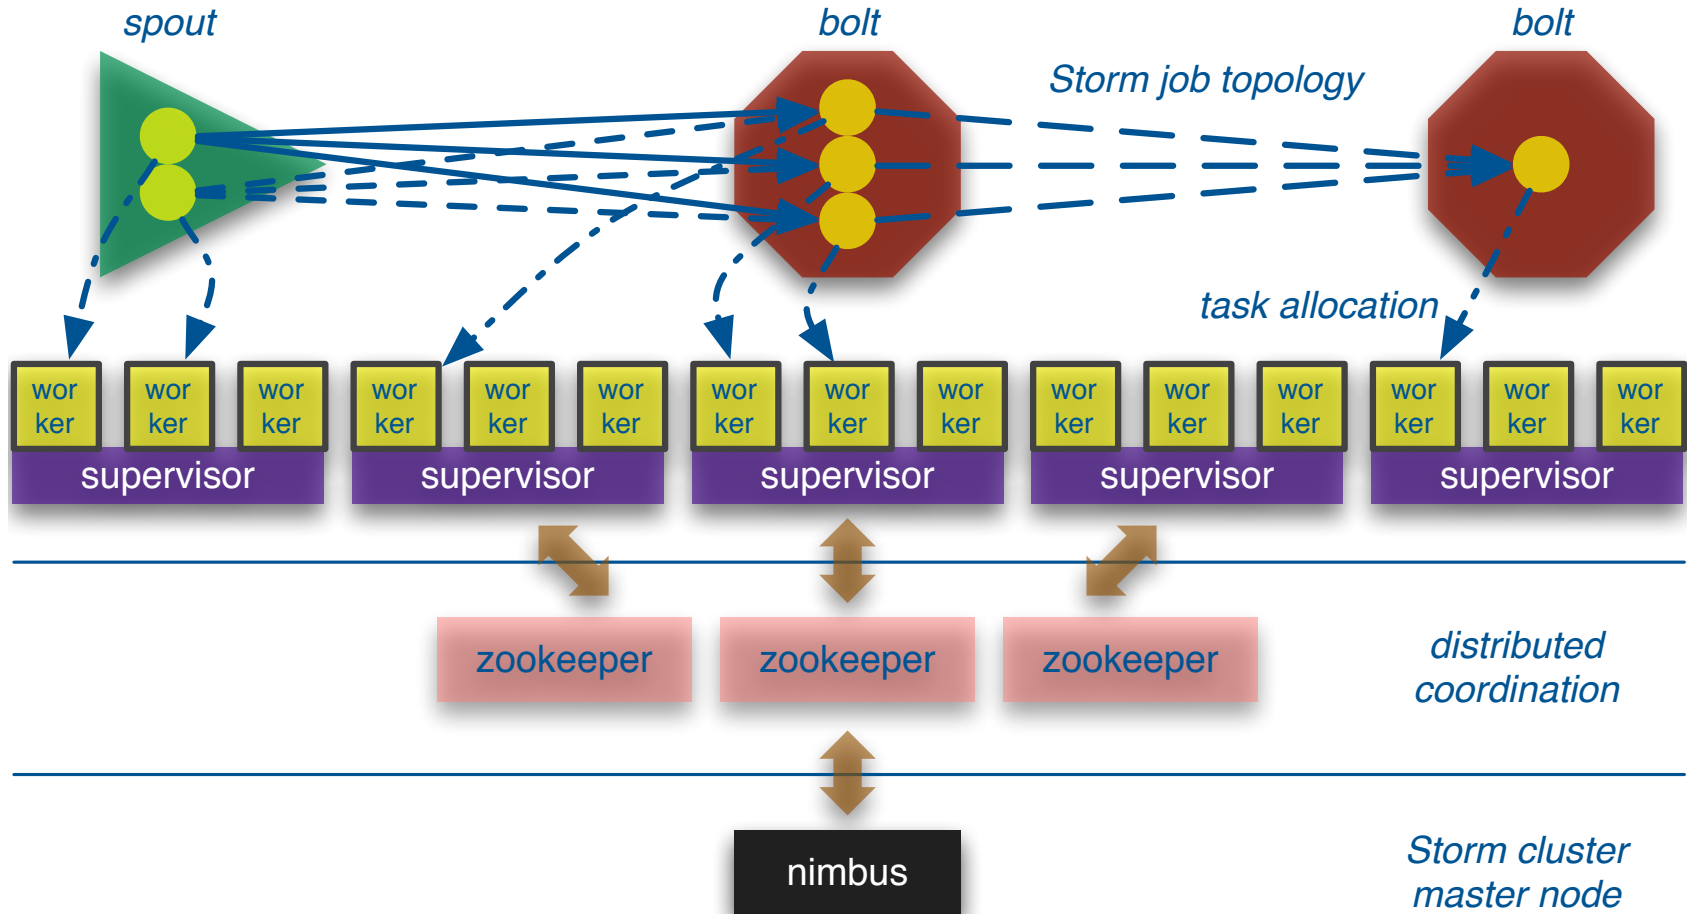 spout
bolt
bolt
Storm job topology
task allocation
wor
ker
wor
ker
wor
ker
wor
ker
wor
ker
wor
ker
wor
ker
wor
ker
wor
ker
wor
ker
wor
ker
wor
ker
wor
ker
wor
ker
wor
ker
supervisor
supervisor
supervisor
supervisor
supervisor
zookeeper
zookeeper
zookeeper
distributed
coordination
nimbus
Storm cluster
master node